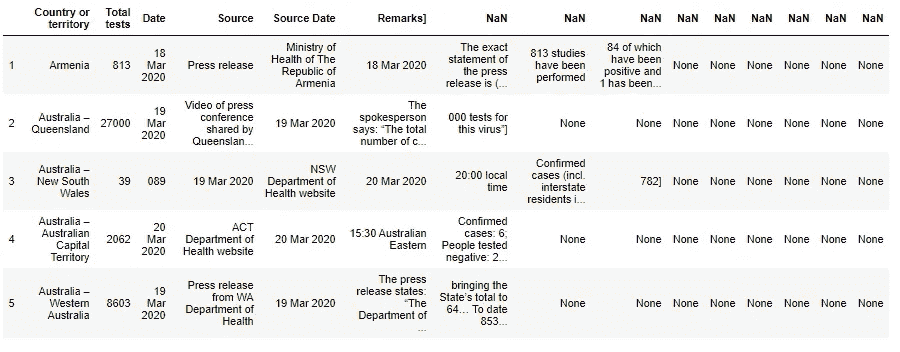 Country or
territory
Total
tests
Date
Source
Source Date
Remarks]
NaN
NaN
NaN
NaN
NaN
NaN
NaN
NaN
1
Armenia
813
18
Mar
2020
Press release
Ministry of
Health of The
Republic of
Armenia
18 Mar 2020
The exact
statement of
the press
release is (...
813 studies
have been
performed
84 of which
have been
positive and
1 has been...
None
None
None
None
None
2
Australia –
Queensland
27000
19
Mar
2020
Video of press
conference
shared by
Queenslan...
19 Mar 2020
The
spokesperson
says: “The total
number of c...
000 tests for
this virus”]
None
None
None
None
None
None
None
3
Australia –
New South
Wales
39
089
19 Mar 2020
NSW
Department of
Health website
20 Mar 2020
20:00 local
time
Confirmed
cases (incl.
interstate
residents i...
782]
None
None
None
None
None
4
Australia –
Australian
Capital
Territory
2062
20
Mar
2020
ACT
Department of
Health website
20 Mar 2020
15:30 Australian
Eastern
Confirmed
cases: 6;
People tested
negative: 2...
None
None
None
None
None
None
None
5
Australia –
Western
Australia
8603
19
Mar
2020
Press release
from WA
Department of
Health
19 Mar 2020
The press
release states:
“The
Department of
...
bringing the
State’s total to
64... To date
853...
None
None
None
None
None
None
None